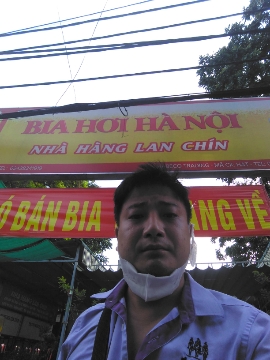 BIA HƠI HÀ NỘI
NHÀ HÀNG LAN CHÍN
Ó BÁN BIA
ANG VỀ